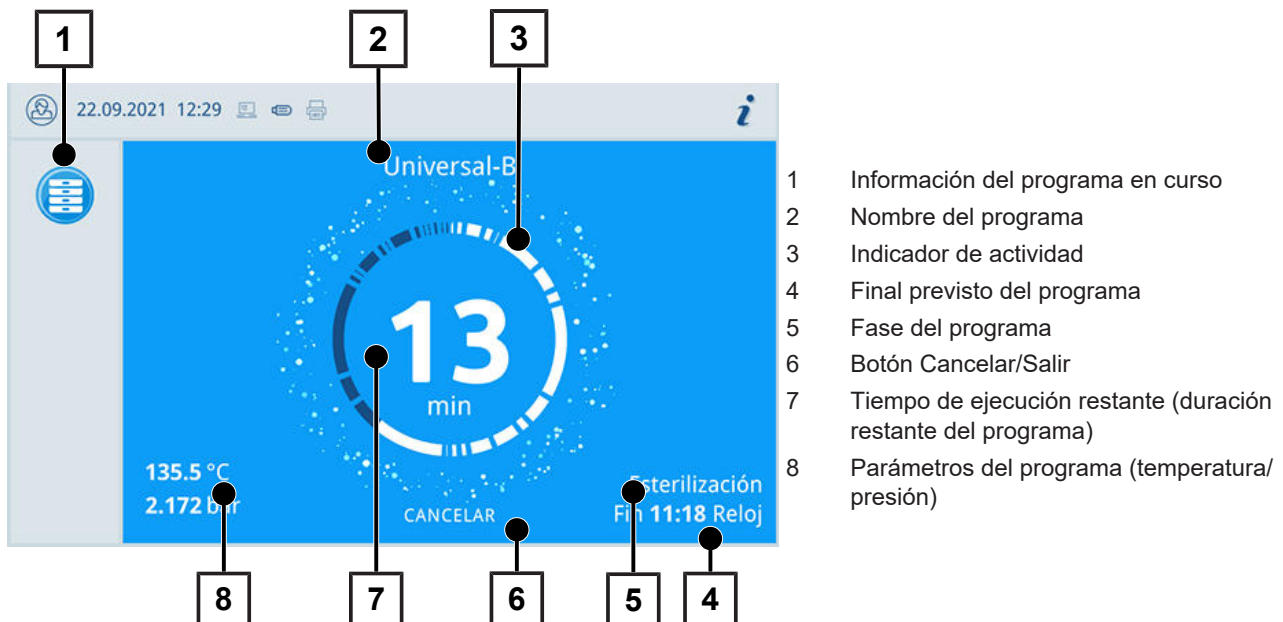 1
2
3
22.09.2021 12:29
i
Universal-B
13
min
135.5 °C
2.172 bar
CANCELAR
Esterilización
Fin 11:18 Reloj
8
7
6
5
4
1 Información del programa en curso
2 Nombre del programa
3 Indicador de actividad
4 Final previsto del programa
5 Fase del programa
6 Botón Cancelar/Salir
7 Tiempo de ejecución restante (duración
restante del programa)
8 Parámetros del programa (temperatura/
presión)